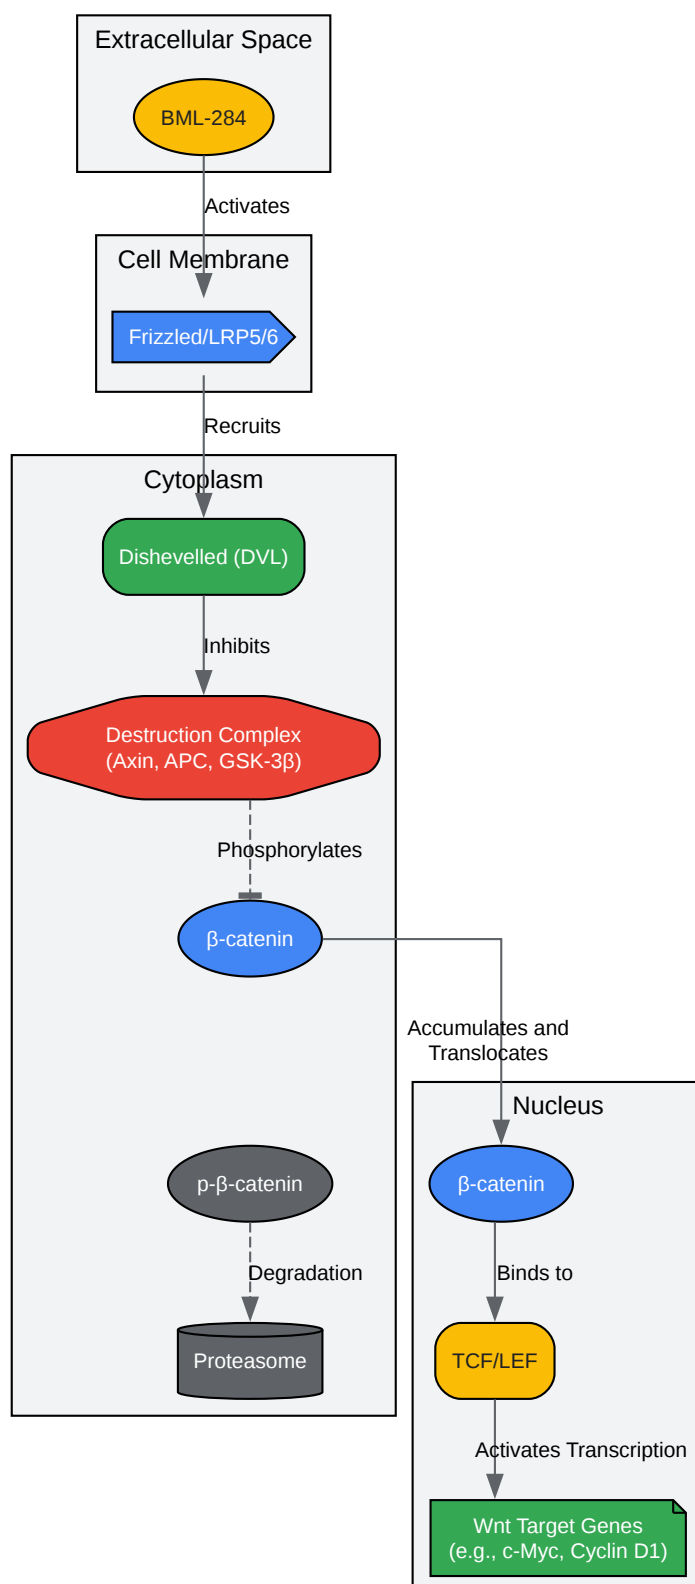 Extracellular Space
BML-284
Activates
Cell Membrane
Frizzled/LRP5/6
Recruits
Cytoplasm
Dishevelled (DVL)
Inhibits
Destruction Complex
(Axin, APC, GSK-3β)
Phosphorylates
β-catenin
Accumulates and
Translocates
Nucleus
p-β-catenin
β-catenin
Degradation
Binds to
Proteasome
TCF/LEF
Activates Transcription
Wnt Target Genes
(e.g., c-Myc, Cyclin D1)